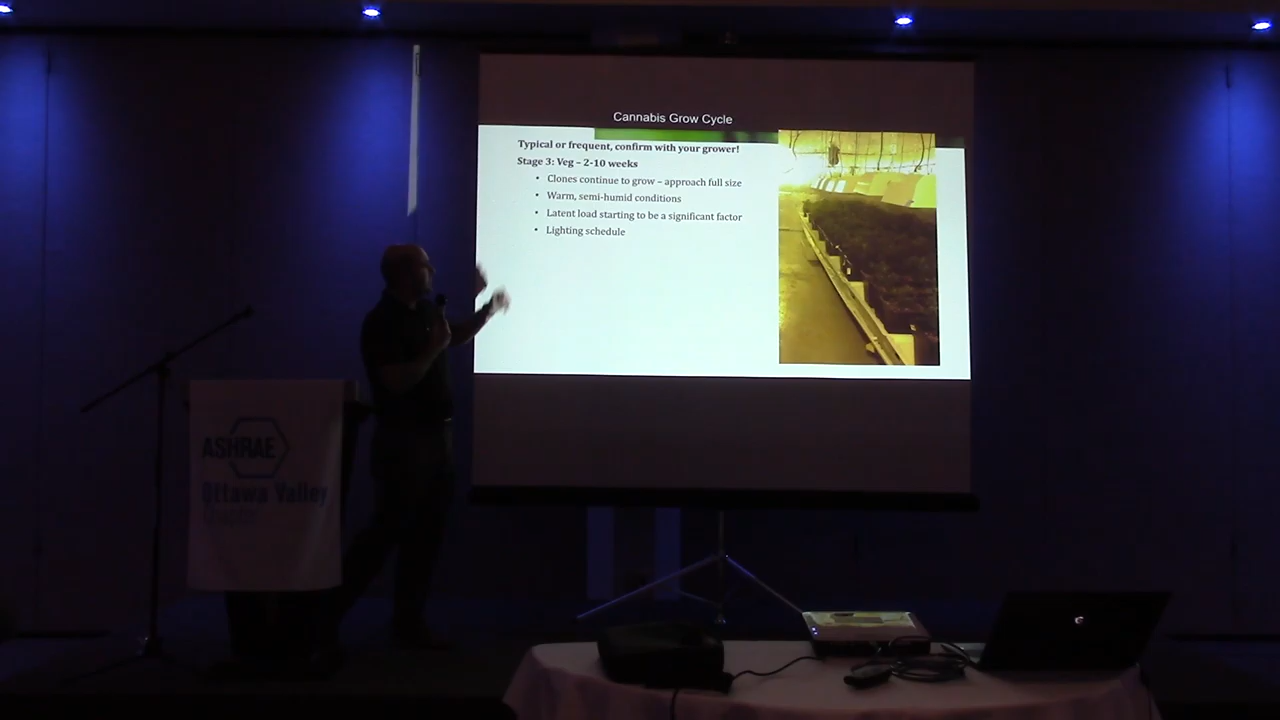 Cannabis Grow Cycle
Typical or frequent, confirm with your grower!
Stage 3: Veg – 2-10 weeks
• Clones continue to grow – approach full size
• Warm, semi-humid conditions
• Latent load starting to be a significant factor
• Lighting schedule
ASHRAE
Ottawa Valley
Chapter